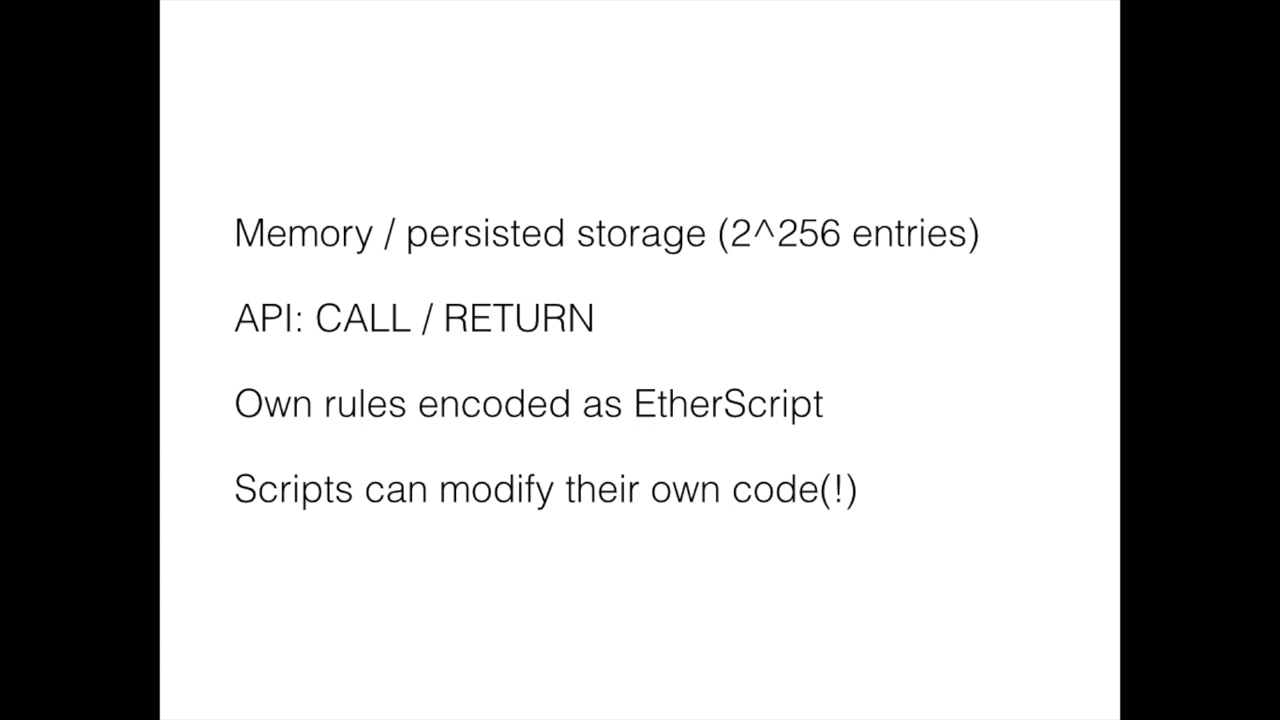 Memory / persisted storage (2^256 entries)
API: CALL / RETURN
Own rules encoded as EtherScript
Scripts can modify their own code(!)